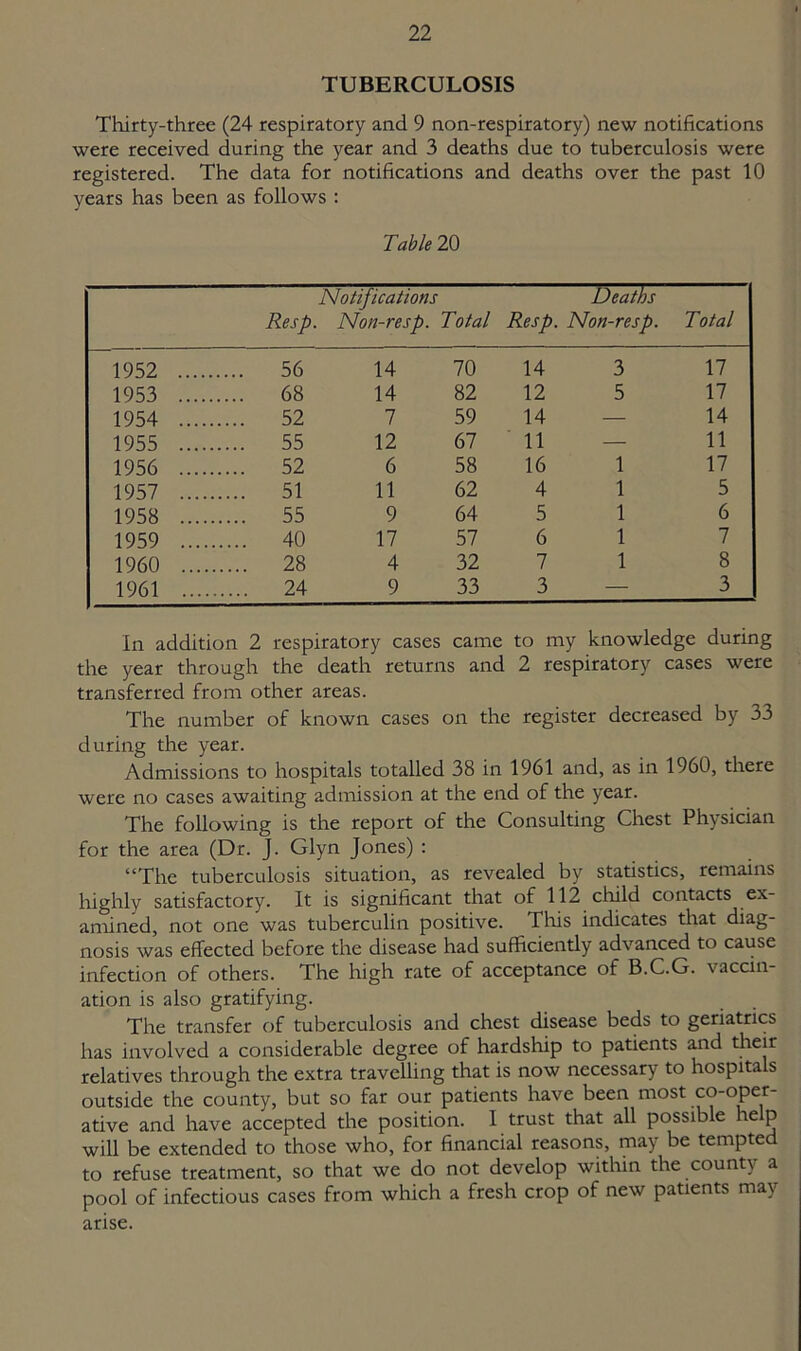 22
TUBERCULOSIS
Thirty-three (24 respiratory and 9 non-respiratory) new notifications
were received during the year and 3 deaths due to tuberculosis were
registered. The data for notifications and deaths over the past 10
years has been as follows :
Table 20
Notifications Deaths
Resp. Non-resp. Total Resp. Non-resp. Total
1952 ......... 56 14 70 14 3 17
1953 ......... 68 14 82 12 5 17
1954 ......... 52 7 59 14 — 14
1955 ......... 55 12 67 11 — 11
1956 ......... 52 6 58 16 1 17
1957 ......... 51 11 62 4 1 5
1958 ......... 55 9 64 5 1 6
1959 ......... 40 17 57 6 1 7
1960 ......... 28 4 32 7 1 8
1961 ......... 24 9 33 3 — 3
In addition 2 respiratory cases came to my knowledge during
the year through the death returns and 2 respiratory cases were
transferred from other areas.
The number of known cases on the register decreased by 33
during the year.
Admissions to hospitals totalled 38 in 1961 and, as in 1960, there
were no cases awaiting admission at the end of the year.
The following is the report of the Consulting Chest Physician
for the area (Dr. J. Glyn Jones) :
“The tuberculosis situation, as revealed by statistics, remains
highly satisfactory. It is significant that of 112 child contacts ex-
amined, not one was tuberculin positive. This indicates that diag-
nosis was effected before the disease had sufficiently advanced to cause
infection of others. The high rate of acceptance of B.C.G. vaccin-
ation is also gratifying.
The transfer of tuberculosis and chest disease beds to geriatrics
has involved a considerable degree of hardship to patients and their
relatives through the extra travelling that is now necessary to hospitals
outside the county, but so far our patients have been most co-oper-
ative and have accepted the position. I trust that all possible help
will be extended to those who, for financial reasons, may be tempted
to refuse treatment, so that we do not develop within the county a
pool of infectious cases from which a fresh crop of new patients may
arise.